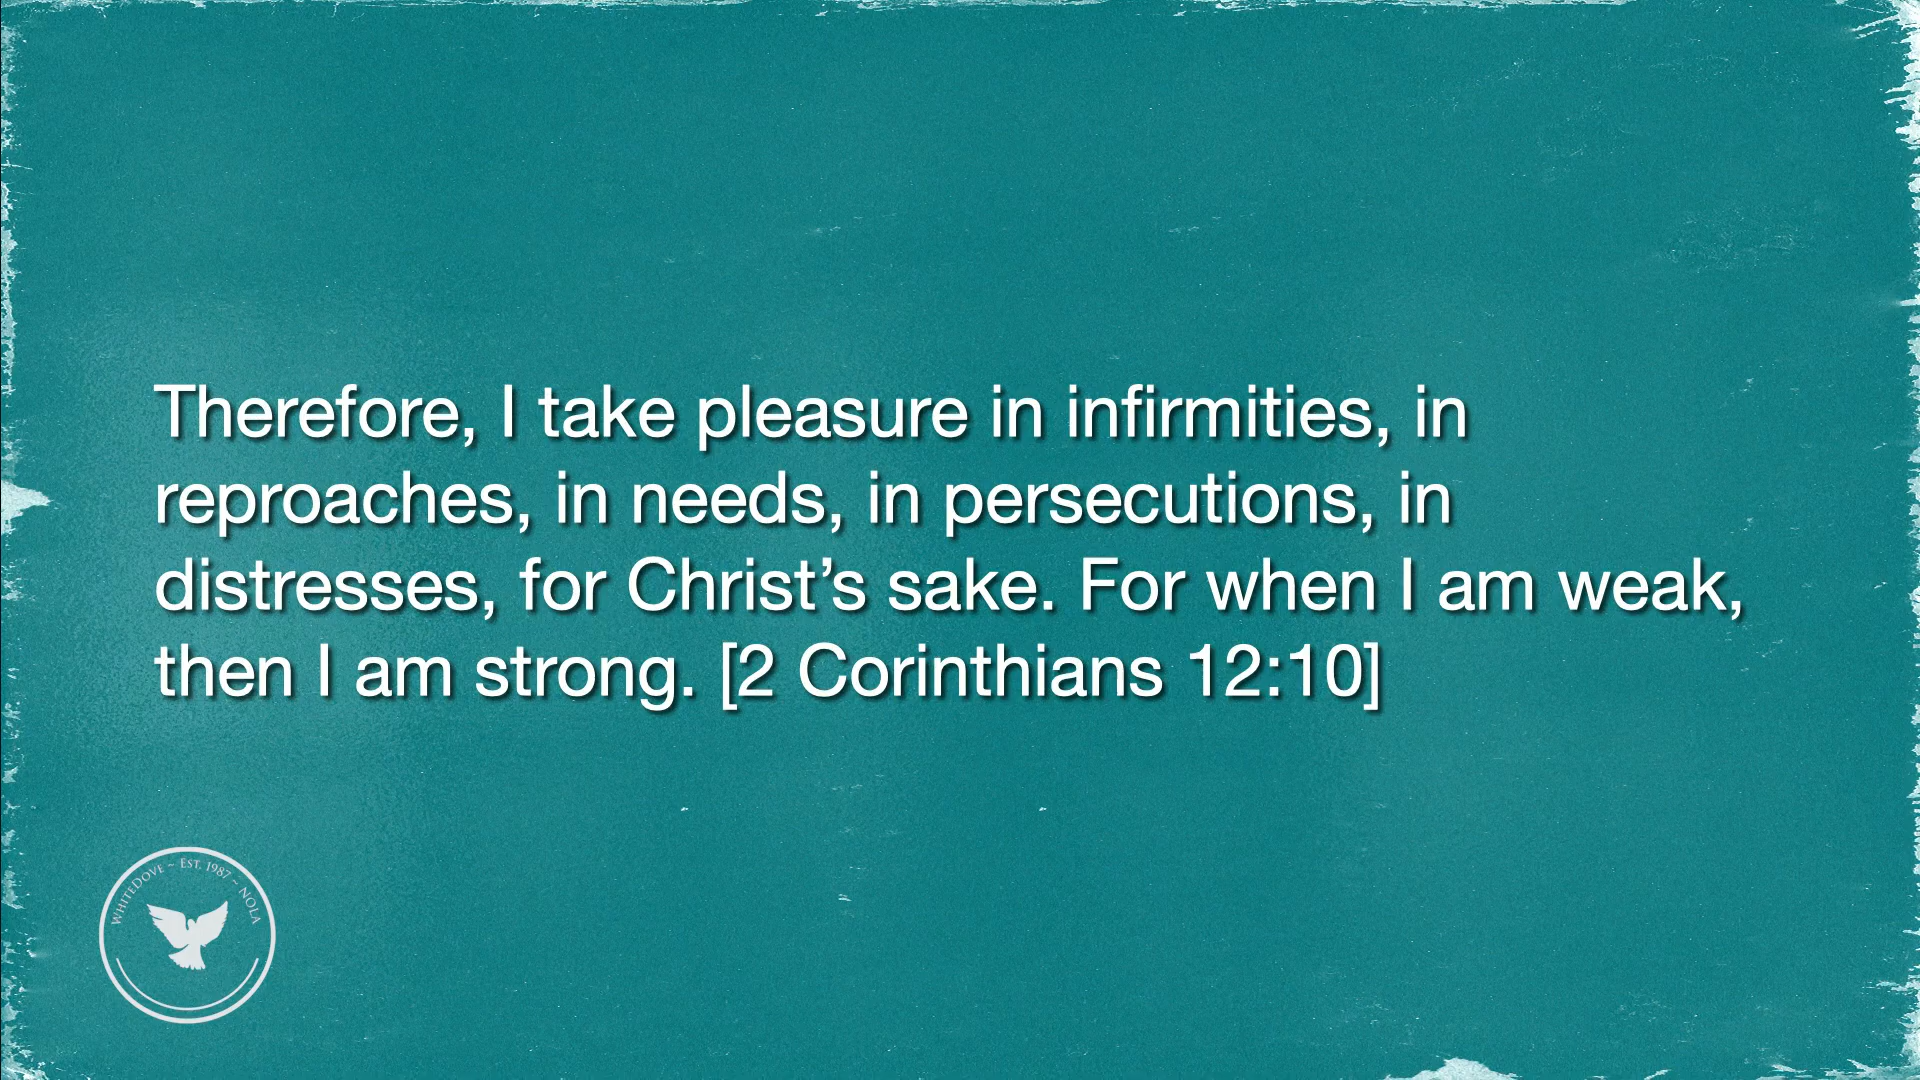 Therefore, I take pleasure in infirmities, in
reproaches, in needs, in persecutions, in
distresses, for Christ’s sake. For when I am weak,
then I am strong. [2 Corinthians 12:10]
WHITEDOVE ~ EST. 1987 ~ NOLA